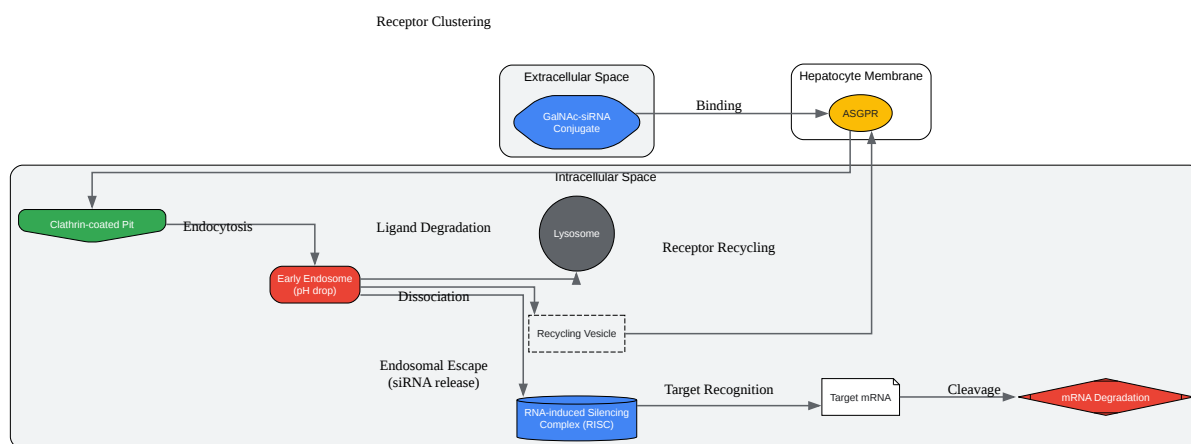 Receptor Clustering
Extracellular Space
Hepatocyte Membrane
GalNAc-siRNA
Conjugate
Binding
ASGPR
Intracellular Space
Clathrin-coated Pit
Endocytosis
Ligand Degradation
Lysosome
Receptor Recycling
Early Endosome
(pH drop)
Dissociation
Recycling Vesicle
Endosomal Escape
(siRNA release)
RNA-induced Silencing
Complex (RISC)
Target Recognition
Target mRNA
Cleavage
mRNA Degradation